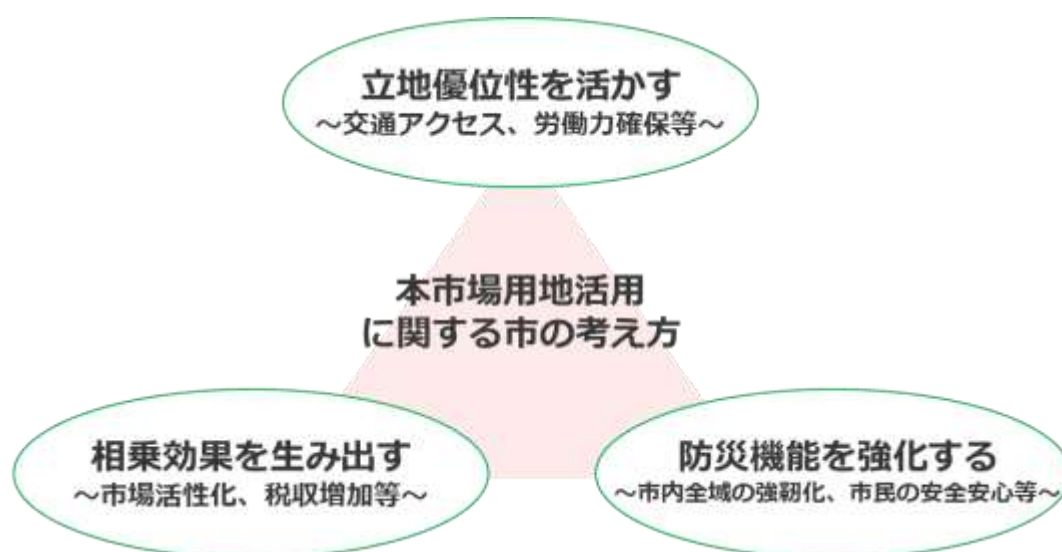 立地優位性を活かす
～交通アクセス、労働力確保等～
本市場用地活用
に関する市の考え方
相乗効果を生み出す
～市場活性化、税収増加等～
防災機能を強化する
～市内全域の強靭化、市民の安全安心等～